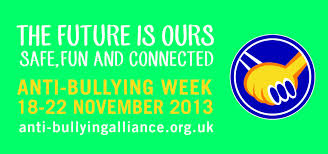 THE FUTURE IS OURS
SAFE, FUN AND CONNECTED
ANTI-BULLYING WEEK
18-22 NOVEMBER 2013
anti-bullyingalliance.org.uk